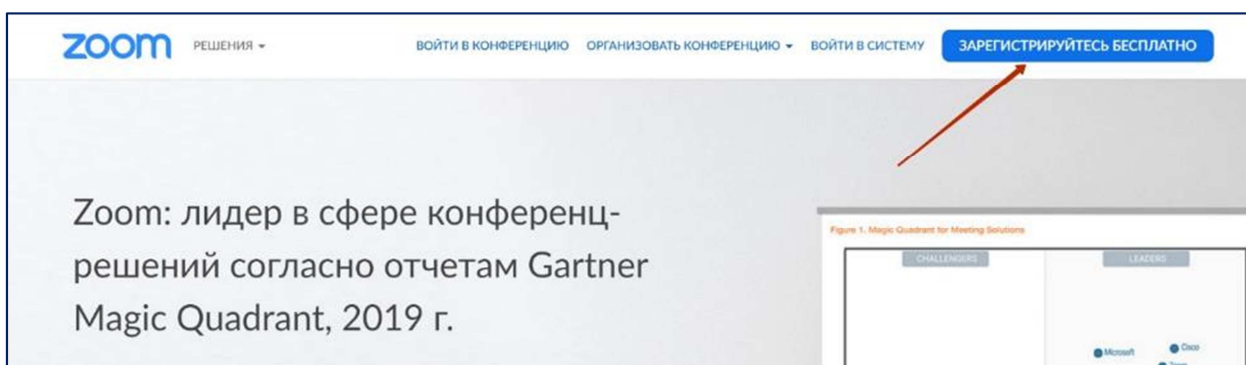 zoom
РЕШЕНИЯ
ВОЙТИ В КОНФЕРЕНЦИЮ
ОРГАНИЗОВАТЬ КОНФЕРЕНЦИЮ
ВОЙТИ В СИСТЕМУ
ЗАРЕГИСТРИРУЙТЕСЬ БЕСПЛАТНО
Zoom: лидер в сфере конференц-
решений согласно отчетам Gartner
Magic Quadrant, 2019 г.
Figure 1. Magic Quadrant for Meeting Solutions
CHALLENGERS
LEADERS
Microsoft
Cisco